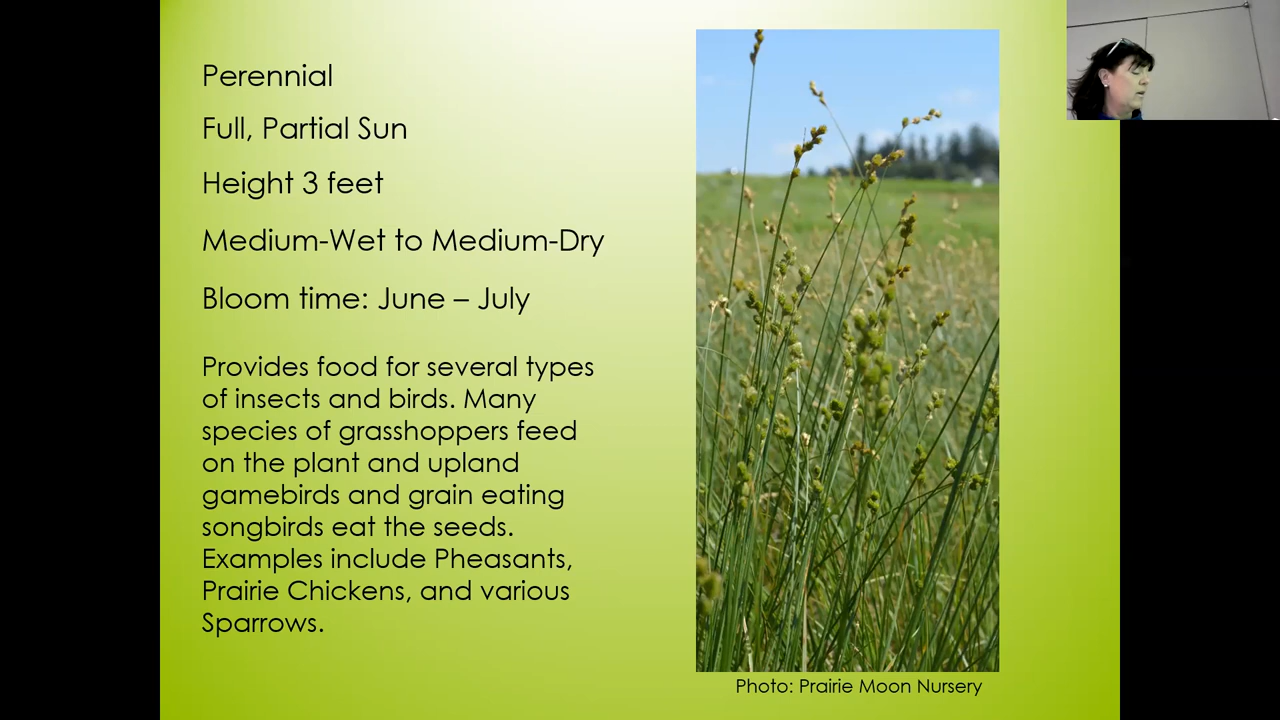 Perennial
Full, Partial Sun
Height 3 feet
Medium-Wet to Medium-Dry
Bloom time: June – July
Provides food for several types
of insects and birds. Many
species of grasshoppers feed
on the plant and upland
gamebirds and grain eating
songbirds eat the seeds.
Examples include Pheasants,
Prairie Chickens, and various
Sparrows.
Photo: Prairie Moon Nursery